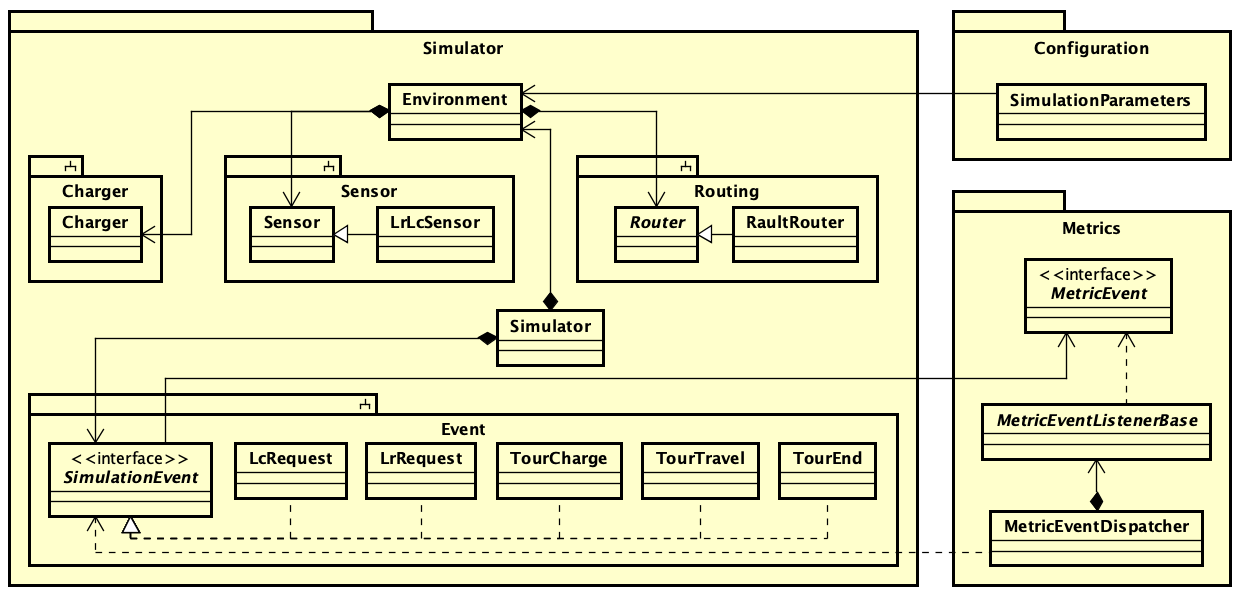 Simulator
Configuration
Environment
SimulationParameters
Charger
Sensor
Routing
Charger
Sensor
LrLcSensor
Router
RaultRouter
Metrics
<<interface>>
MetricEvent
Simulator
Event
MetricEventListenerBase
<<interface>>
SimulationEvent
LcRequest
LrRequest
TourCharge
TourTravel
TourEnd
MetricEventDispatcher